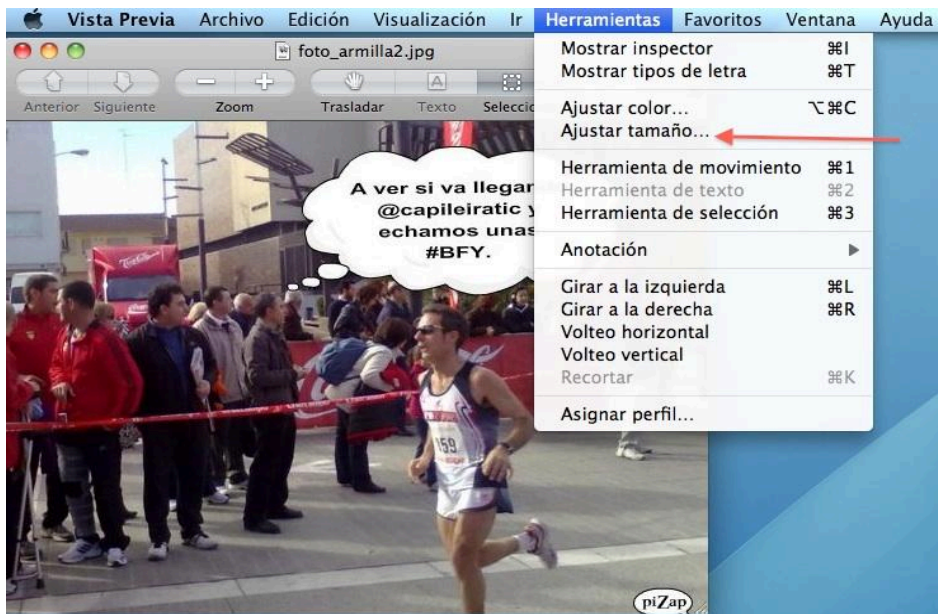 Vista Previa Archivo Edición Visualización Ir Herramientas Favoritos Ventana Ayuda
foto_armilla2.jpg
Anterior Siguiente Zoom Trasladar Texto Selecció
Mostrar inspector ⌘I
Mostrar tipos de letra ⌘T
Ajustar color... ⌥⌘C
Ajustar tamaño...
Herramienta de movimiento ⌘1
Herramienta de texto ⌘2
Herramienta de selección ⌘3
Anotación
Girar a la izquierda ⌘L
Girar a la derecha ⌘R
Volteo horizontal
Volteo vertical
Recortar ⌘K
Asignar perfil...
A ver si va llegar
@capileiratic y
echamos unas
#BFY.
159
piZap